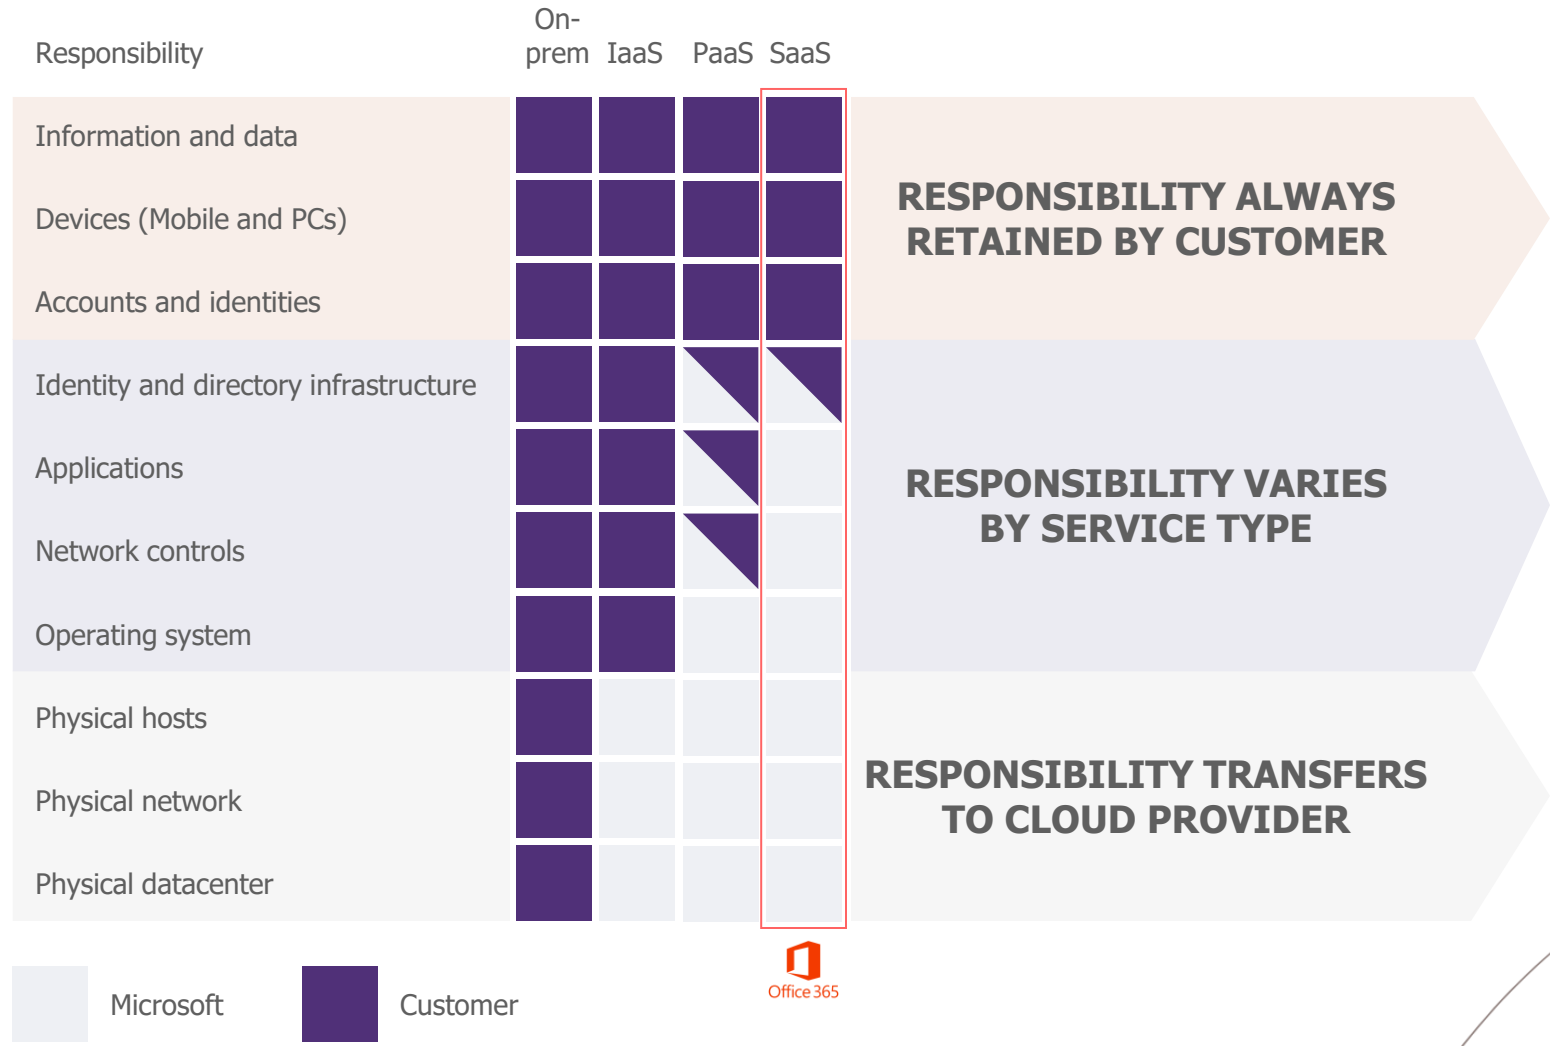 Responsibility
On-
prem IaaS PaaS SaaS
Information and data
Devices (Mobile and PCs)
Accounts and identities
RESPONSIBILITY ALWAYS
RETAINED BY CUSTOMER
Identity and directory infrastructure
Applications
Network controls
Operating system
RESPONSIBILITY VARIES
BY SERVICE TYPE
Physical hosts
Physical network
Physical datacenter
RESPONSIBILITY TRANSFERS
TO CLOUD PROVIDER
Office 365
Microsoft
Customer